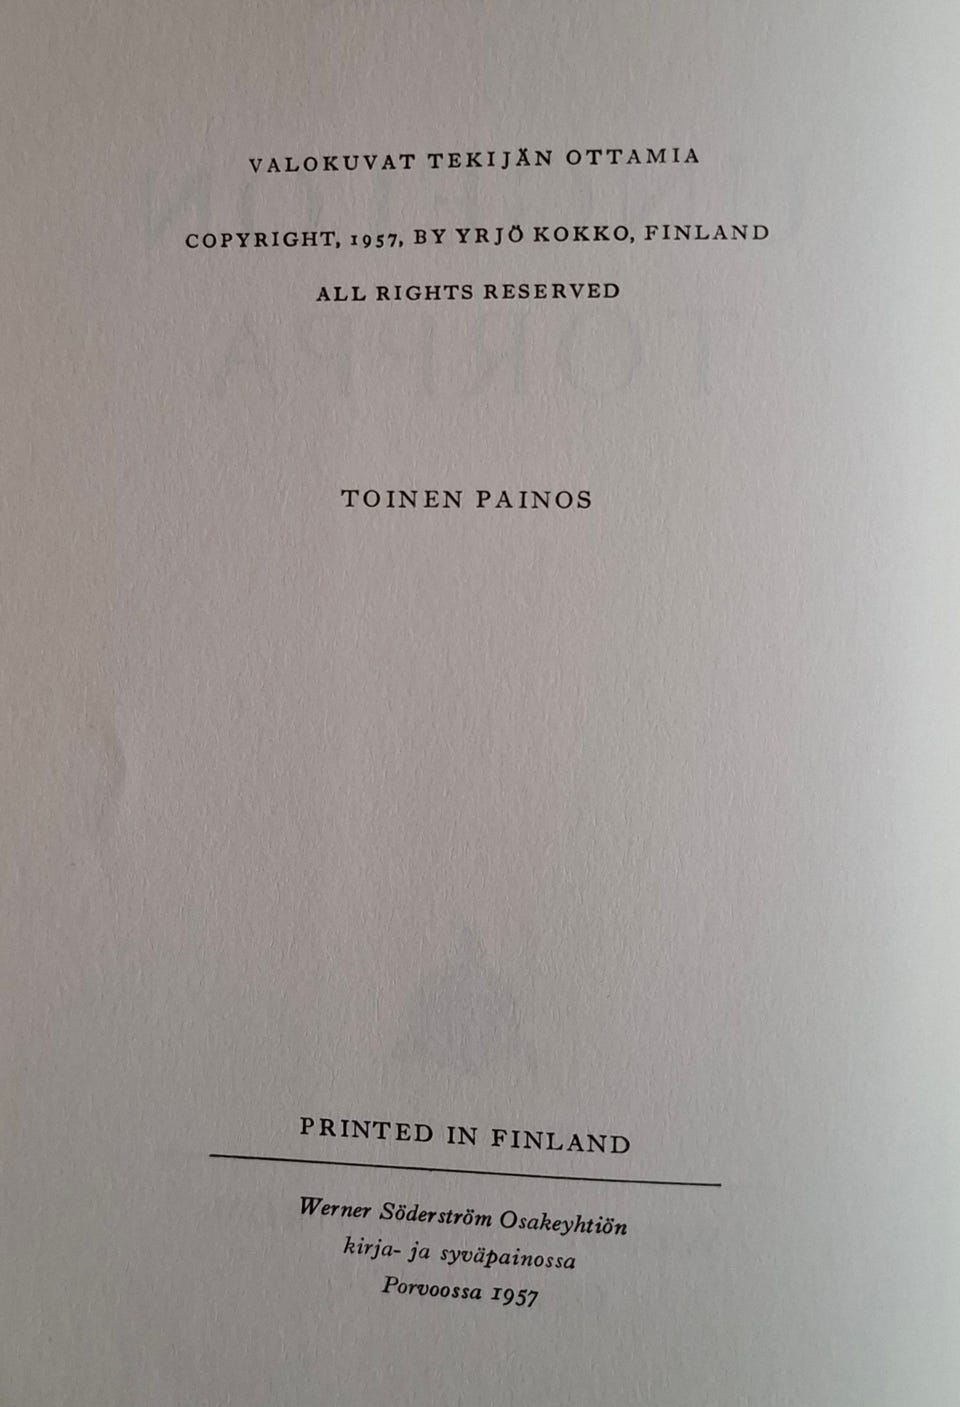 VALOKUVAT TEKIJÄN OTTAMIA
COPYRIGHT, 1957, BY YRJÖ KOKKO, FINLAND
ALL RIGHTS RESERVED
TOINEN PAINOS
PRINTED IN FINLAND
Werner Söderström Osakeyhtiön
kirja- ja syväpainossa
Porvoossa 1957